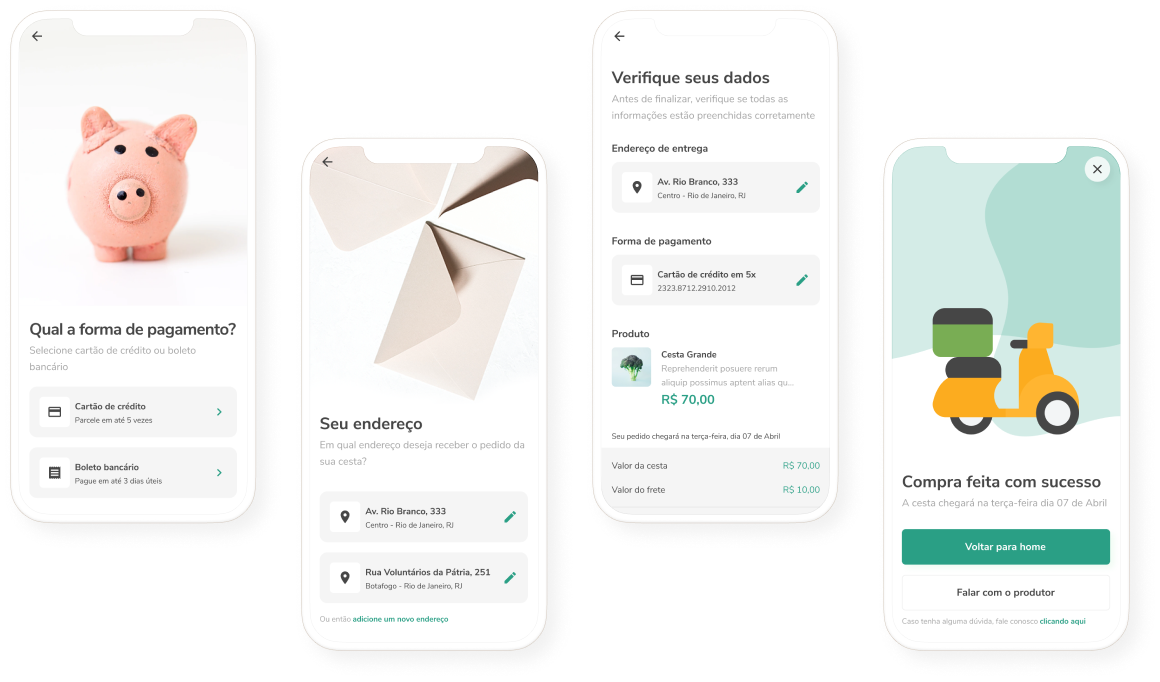 Qual a forma de pagamento?
Selecione cartão de crédito ou boleto
bancário
Cartão de crédito
Parcele em até 5 vezes
Boleto bancário
Pague em até 3 dias úteis
Seu endereço
Em qual endereço deseja receber o pedido da
sua cesta?
Av. Rio Branco, 333
Centro - Rio de Janeiro, RJ
Rua Voluntários da Pátria, 251
Botafogo - Rio de Janeiro, RJ
Ou então adicione um novo endereço
Verifique seus dados
Antes de finalizar, verifique se todas as
informações estão preenchidas corretamente
Endereço de entrega
Av. Rio Branco, 333
Centro - Rio de Janeiro, RJ
Forma de pagamento
Cartão de crédito em 5x
2323.8712.2910.2012
Produto
Cesta Grande
Reprehenderit posuere rerum
aliquip possimus aptent alias qu...
R$ 70,00
Seu pedido chegará na terça-feira, dia 07 de Abril
Valor da cesta R$ 70,00
Valor do frete R$ 10,00
Compra feita com sucesso
A cesta chegará na terça-feira dia 07 de Abril
Voltar para home
Falar com o produtor
Caso tenha alguma dúvida, fale conosco clicando aqui